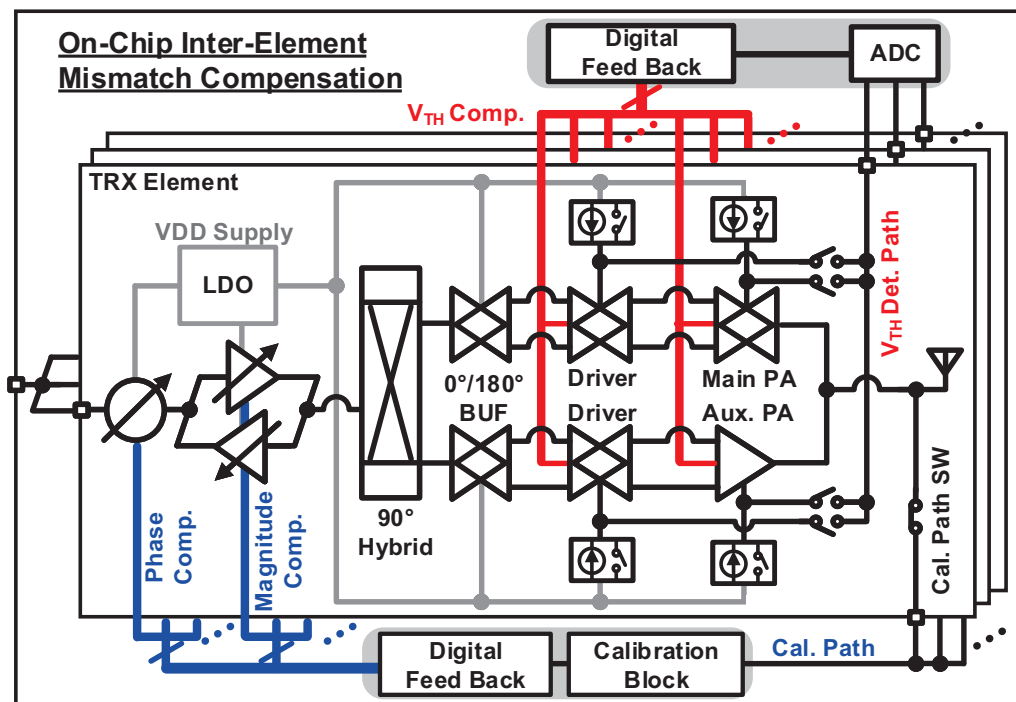 On-Chip Inter-Element
Mismatch Compensation
Digital
Feed Back
ADC
V_TH Comp.
TRX Element
VDD Supply
LDO
V_TH Det. Path
0°/180°
BUF
Driver
Main PA
Driver
Aux. PA
90°
Hybrid
Phase
Comp.
Magnitude
Comp.
Cal. Path SW
Digital
Feed Back
Calibration
Block
Cal. Path